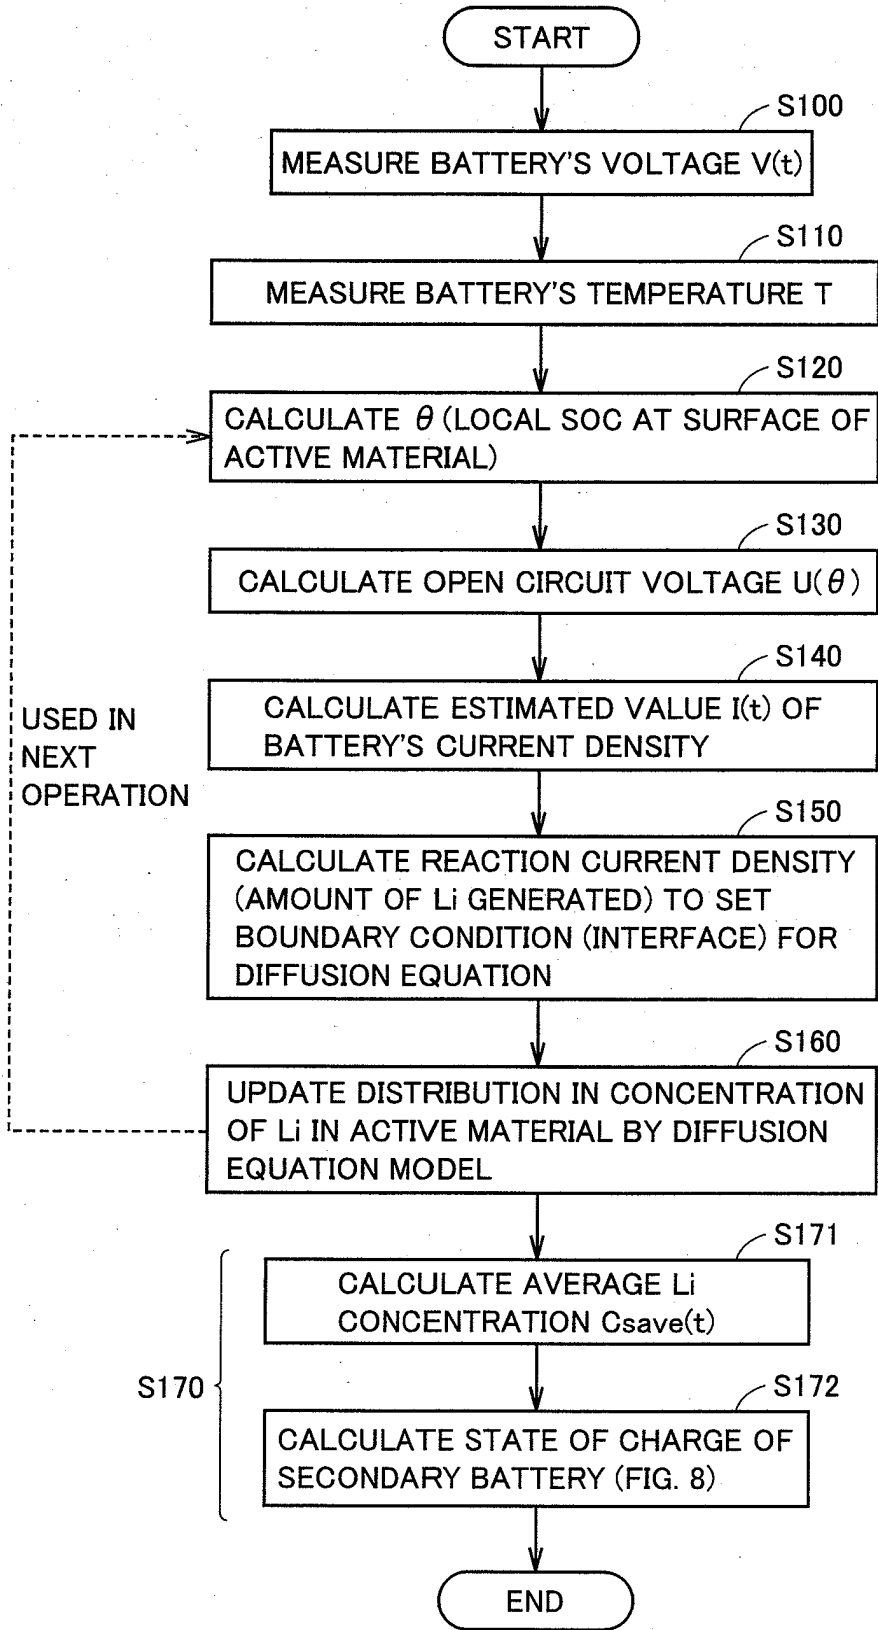 START
S100
MEASURE BATTERY'S VOLTAGE V(t)
S110
MEASURE BATTERY'S TEMPERATURE T
S120
CALCULATE θ (LOCAL SOC AT SURFACE OF
ACTIVE MATERIAL)
S130
CALCULATE OPEN CIRCUIT VOLTAGE U(θ)
S140
CALCULATE ESTIMATED VALUE I(t) OF
BATTERY'S CURRENT DENSITY
USED IN
NEXT
OPERATION
S150
CALCULATE REACTION CURRENT DENSITY
(AMOUNT OF Li GENERATED) TO SET
BOUNDARY CONDITION (INTERFACE) FOR
DIFFUSION EQUATION
S160
UPDATE DISTRIBUTION IN CONCENTRATION
OF Li IN ACTIVE MATERIAL BY DIFFUSION
EQUATION MODEL
S170
S171
CALCULATE AVERAGE Li
CONCENTRATION Csave(t)
S172
CALCULATE STATE OF CHARGE OF
SECONDARY BATTERY (FIG. 8)
END